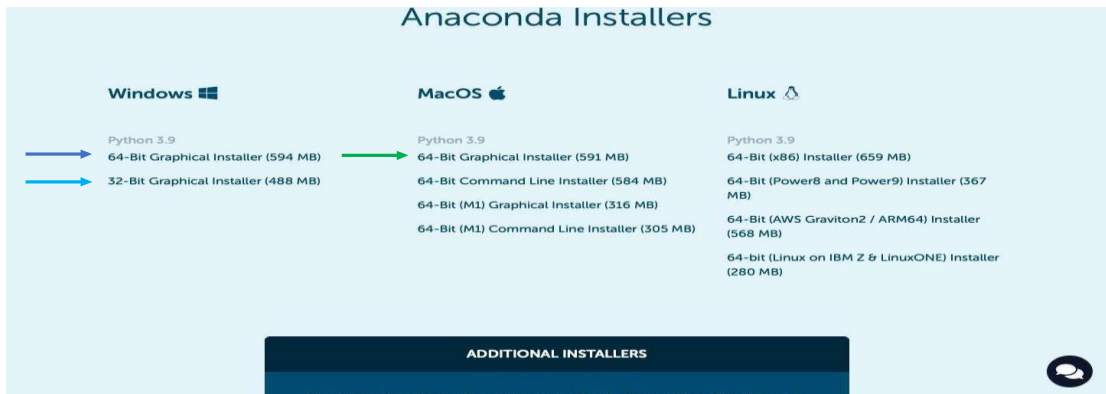 Anaconda Installers
Windows
Python 3.9
64-Bit Graphical Installer (594 MB)
32-Bit Graphical Installer (488 MB)
MacOS
Python 3.9
64-Bit Graphical Installer (591 MB)
64-Bit Command Line Installer (584 MB)
64-Bit (M1) Graphical Installer (316 MB)
64-Bit (M1) Command Line Installer (305 MB)
Linux
Python 3.9
64-Bit (x86) Installer (659 MB)
64-Bit (Power8 and Power9) Installer (367
MB)
64-Bit (AWS Graviton2 / ARM64) Installer
(568 MB)
64-bit (Linux on IBM Z & LinuxONE) Installer
(280 MB)
ADDITIONAL INSTALLERS